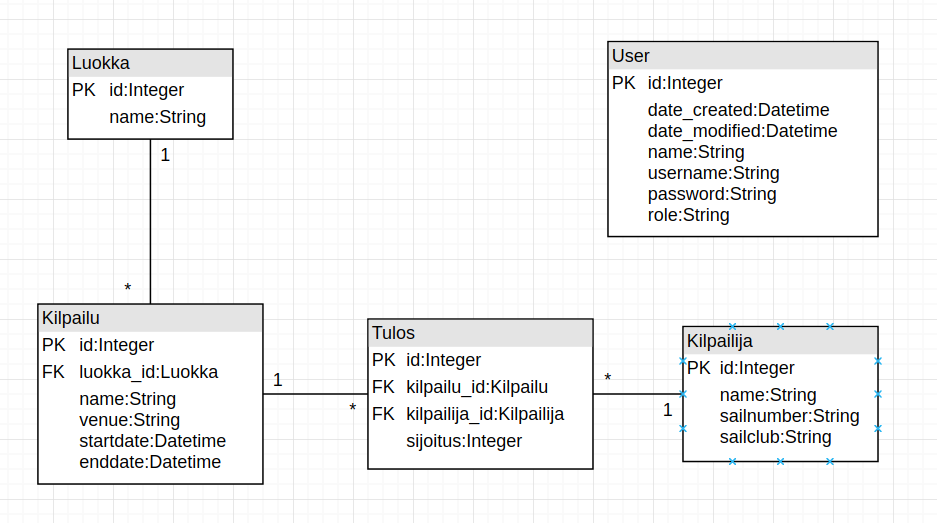 Luokka
PK id:Integer
name:String
1
*
User
PK id:Integer
date_created:Datetime
date_modified:Datetime
name:String
username:String
password:String
role:String
Kilpailu
PK id:Integer
FK luokka_id:Luokka
name:String
venue:String
startdate:Datetime
enddate:Datetime
1
*
Tulos
PK id:Integer
FK kilpailu_id:Kilpailu
FK kilpailija_id:Kilpailija
sijoitus:Integer
*
1
Kilpailija
PK id:Integer
name:String
sailnumber:String
sailclub:String